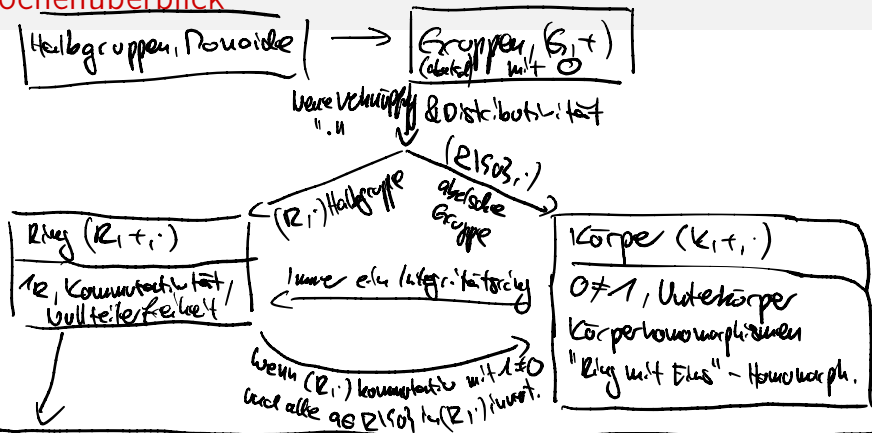 ochenüberblick
Halbgruppen, Monoide
Gruppen, (G, +)
(abelsch) mit 0
neue Verknüpfg & Distributivität
"·"
(R\{0}, ·)
abelsche
Gruppe
(R, ·) Halbgruppe
Ring (R, +, ·)
1R, Kommutativität,
Nullteilerfreiheit
Immer ein Integritätsring
Körper (K, +, ·)
0≠1, Unterkörper
Körperhomomorphismen
"Ring mit Eins" - Homomorph.
wenn (R, ·) kommutativ mit 1≠0
und alle a∈R\{0} in (R, ·) invert.